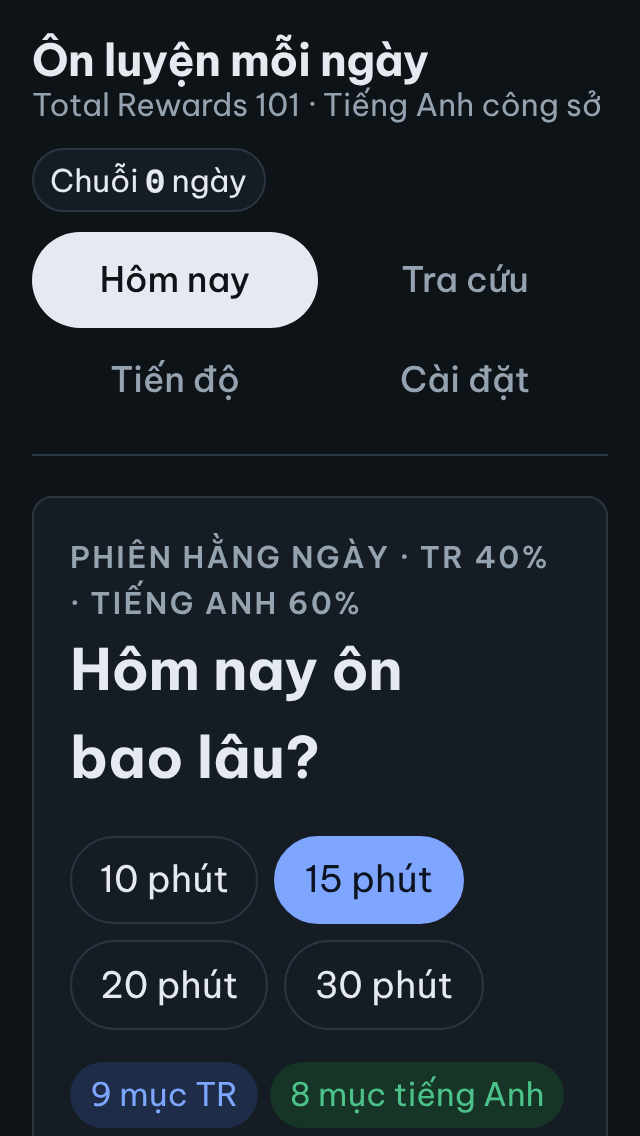 Ôn luyện mỗi ngày
Total Rewards 101 · Tiếng Anh công sở
Chuỗi 0 ngày
Hôm nay
Tra cứu
Tiến độ
Cài đặt
PHIÊN HẰNG NGÀY · TR 40%
· TIẾNG ANH 60%
Hôm nay ôn
bao lâu?
10 phút
15 phút
20 phút
30 phút
9 mục TR
8 mục tiếng Anh